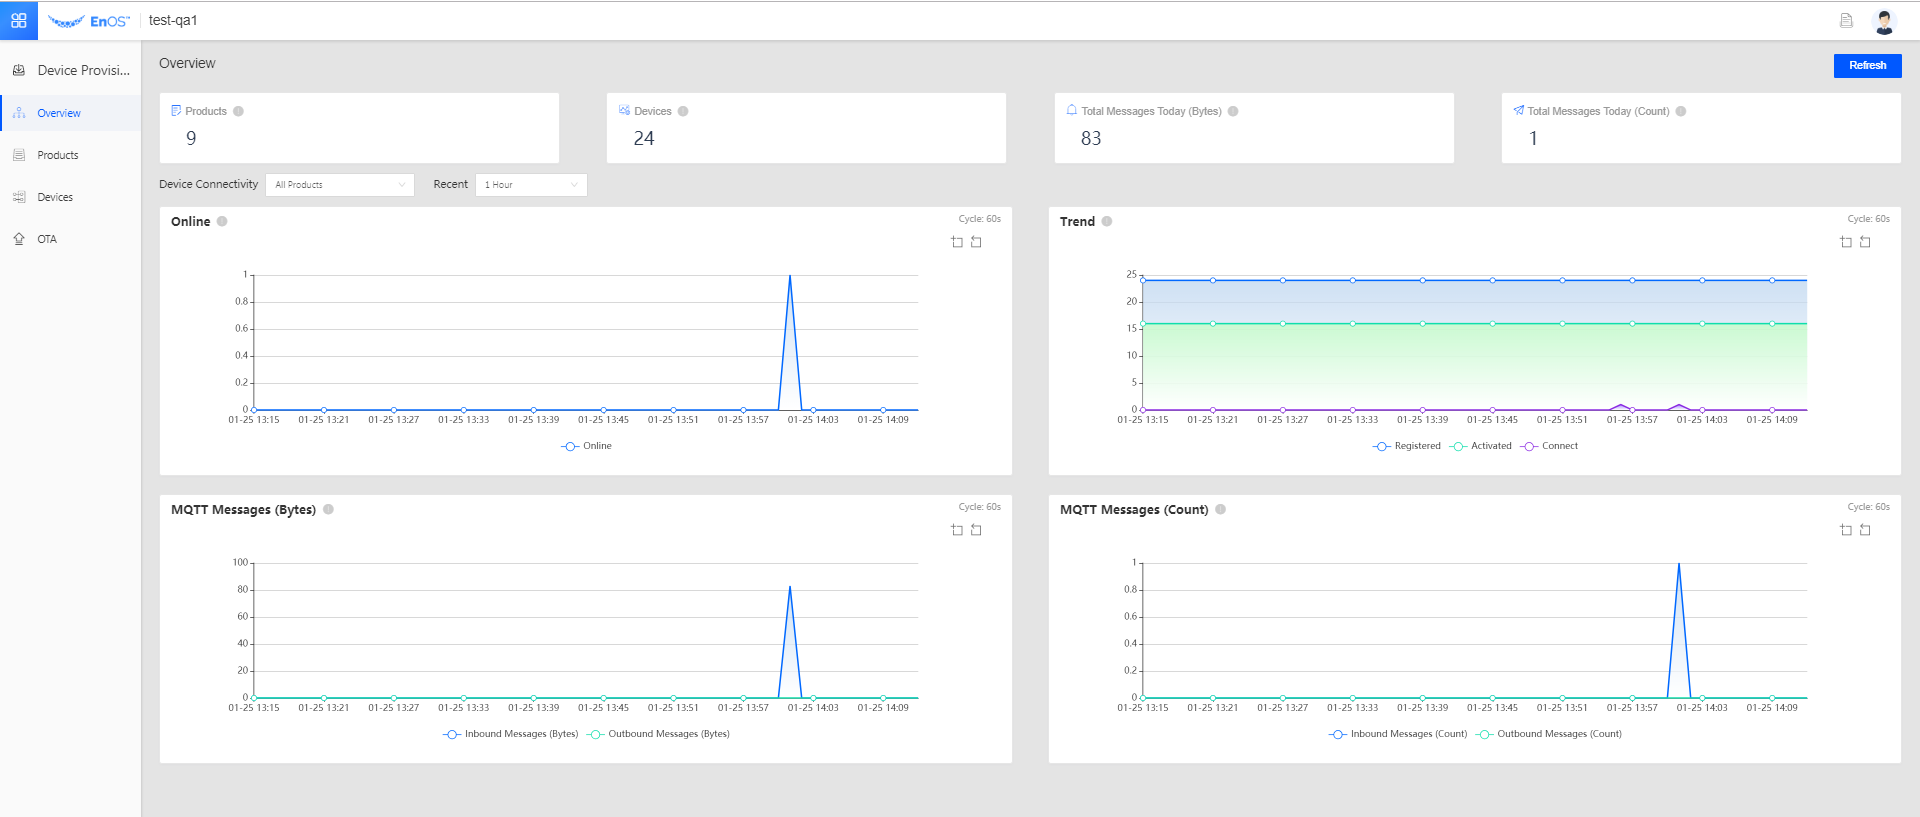 EnOS™ test-qa1
Device Provisi...
Overview
Products
Devices
OTA
Overview
Refresh
Products
9
Devices
24
Total Messages Today (Bytes)
83
Total Messages Today (Count)
1
Device Connectivity All Products Recent 1 Hour
Online
Cycle: 60s
1
0.8
0.6
0.4
0.2
0
01-25 13:15 01-25 13:21 01-25 13:27 01-25 13:33 01-25 13:39 01-25 13:45 01-25 13:51 01-25 13:57 01-25 14:03 01-25 14:09
Online
Trend
Cycle: 60s
25
20
15
10
5
0
01-25 13:15 01-25 13:21 01-25 13:27 01-25 13:33 01-25 13:39 01-25 13:45 01-25 13:51 01-25 13:57 01-25 14:03 01-25 14:09
Registered Activated Connect
MQTT Messages (Bytes)
Cycle: 60s
100
80
60
40
20
0
01-25 13:15 01-25 13:21 01-25 13:27 01-25 13:33 01-25 13:39 01-25 13:45 01-25 13:51 01-25 13:57 01-25 14:03 01-25 14:09
Inbound Messages (Bytes) Outbound Messages (Bytes)
MQTT Messages (Count)
Cycle: 60s
1
0.8
0.6
0.4
0.2
0
01-25 13:15 01-25 13:21 01-25 13:27 01-25 13:33 01-25 13:39 01-25 13:45 01-25 13:51 01-25 13:57 01-25 14:03 01-25 14:09
Inbound Messages (Count) Outbound Messages (Count)